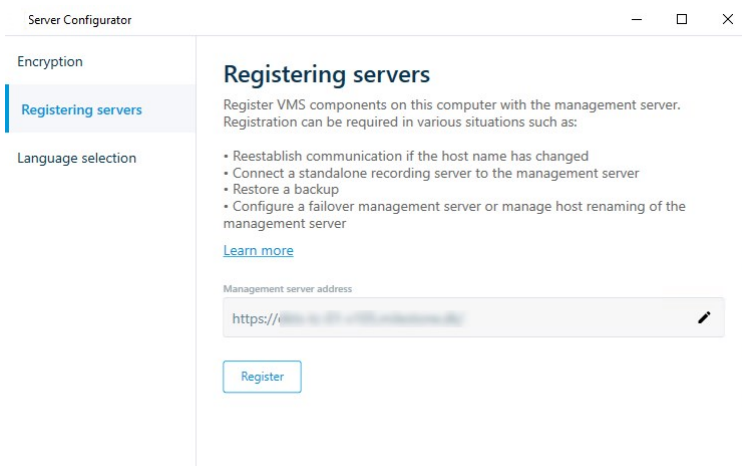 Server Configurator
Encryption
Registering servers
Language selection
Registering servers
Register VMS components on this computer with the management server.
Registration can be required in various situations such as:
• Reestablish communication if the host name has changed
• Connect a standalone recording server to the management server
• Restore a backup
• Configure a failover management server or manage host renaming of the
management server
Learn more
Management server address
https://
Register